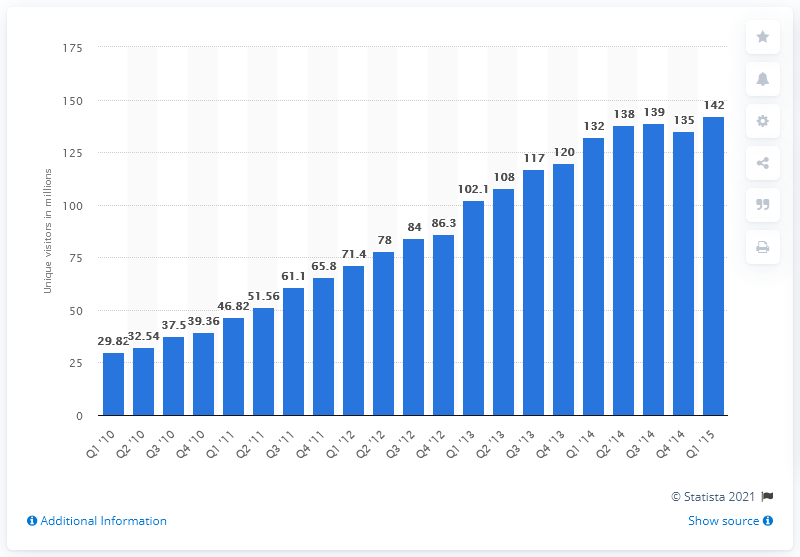 175
150
125
100
75
50
25
0
Unique visitors in millions
29.82
32.54
37.5
39.36
46.82
51.56
61.1
65.8
71.4
78
84
86.3
102.1
108
117
120
132
138
139
135
142
Q1 '10
Q2 '10
Q3 '10
Q4 '10
Q1 '11
Q2 '11
Q3 '11
Q4 '11
Q1 '12
Q2 '12
Q3 '12
Q4 '12
Q1 '13
Q2 '13
Q3 '13
Q4 '13
Q1 '14
Q2 '14
Q3 '14
Q4 '14
Q1 '15
© Statista 2021
Additional Information
Show source